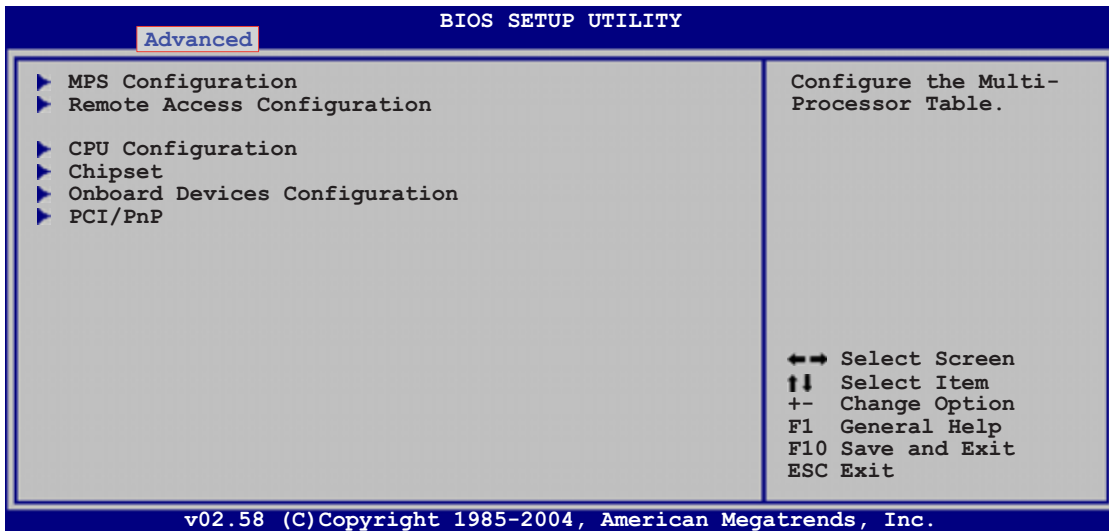 BIOS SETUP UTILITY
Advanced
MPS Configuration
Remote Access Configuration
CPU Configuration
Chipset
Onboard Devices Configuration
PCI/PnP
Configure the Multi-
Processor Table.
←→ Select Screen
↑↓ Select Item
+- Change Option
F1 General Help
F10 Save and Exit
ESC Exit
v02.58 (C)Copyright 1985-2004, American Megatrends, Inc.